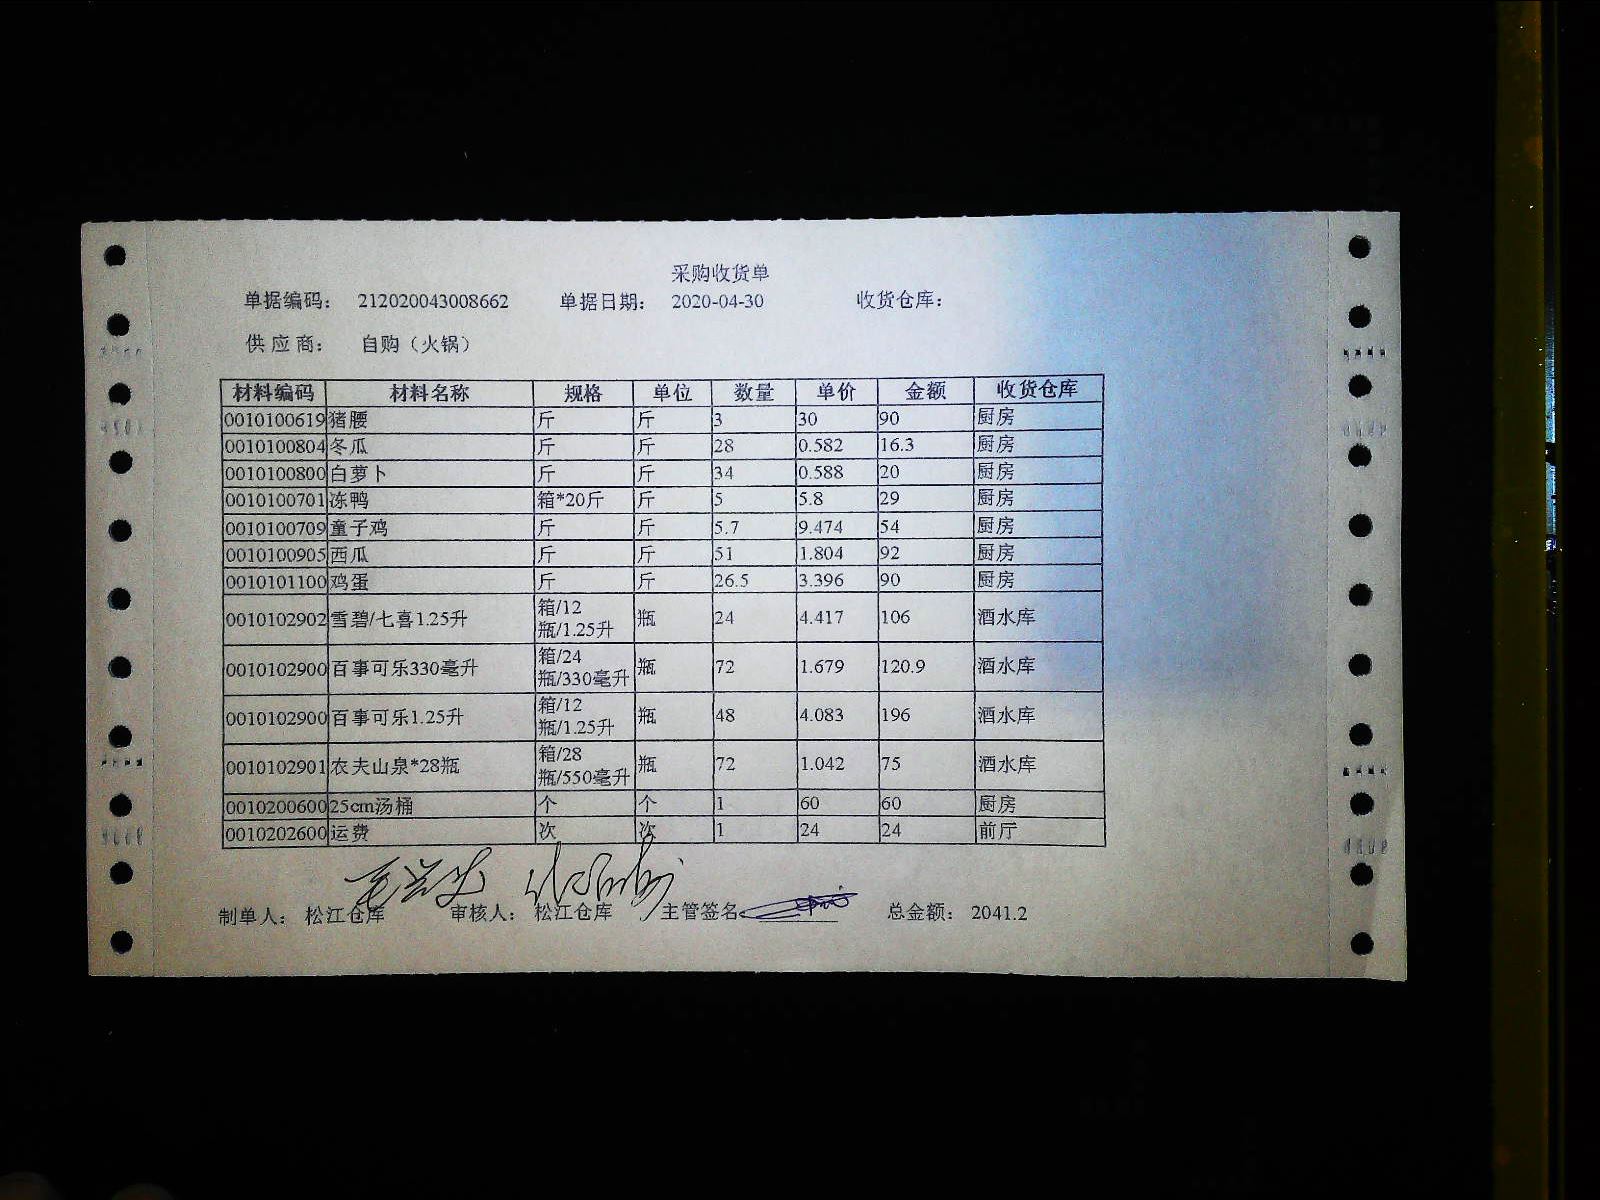 采购收货单
单据编码: 212020043008662 单据日期: 2020-04-30 收货仓库:
供应商: 自购（火锅）
材料编码 材料名称 规格 单位 数量 单价 金额 收货仓库
0010100619 猪腰 斤 斤 3 30 90 厨房
0010100804 冬瓜 斤 斤 28 0.582 16.3 厨房
0010100800 白萝卜 斤 斤 34 0.588 20 厨房
0010100701 冻鸭 箱*20斤 斤 5 5.8 29 厨房
0010100709 童子鸡 斤 斤 5.7 9.474 54 厨房
0010100905 西瓜 斤 斤 51 1.804 92 厨房
0010101100 鸡蛋 斤 斤 26.5 3.396 90 厨房
0010102902 雪碧/七喜1.25升 箱/12 瓶/1.25升 瓶 24 4.417 106 酒水库
0010102900 百事可乐330毫升 箱/24 瓶/330毫升 瓶 72 1.679 120.9 酒水库
0010102900 百事可乐1.25升 箱/12 瓶/1.25升 瓶 48 4.083 196 酒水库
0010102901 农夫山泉*28瓶 箱/28 瓶/550毫升 瓶 72 1.042 75 酒水库
0010200600 25cm汤桶 个 个 1 60 60 厨房
0010202600 运费 次 次 1 24 24 前厅
制单人: 松江仓库 审核人: 松江仓库 主管签名 总金额: 2041.2